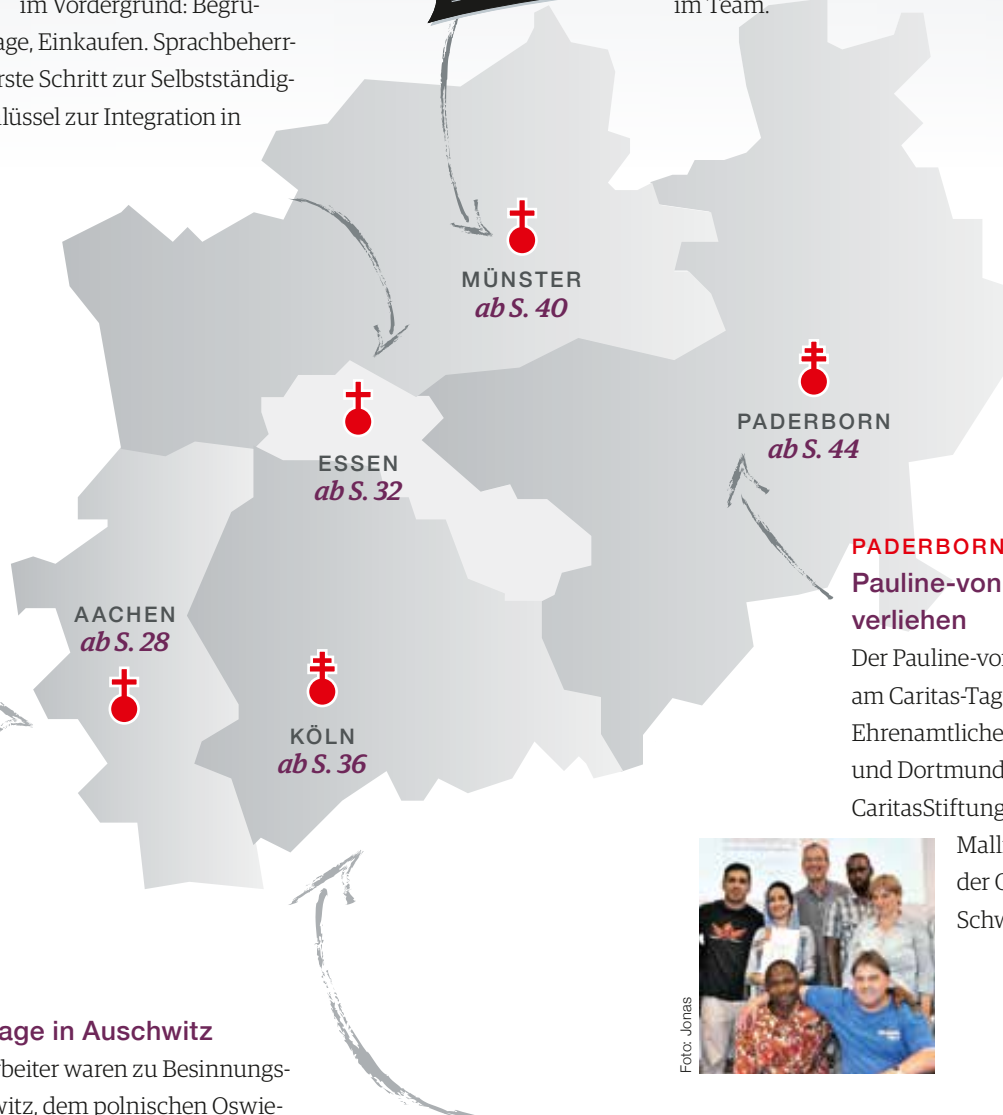 im Vordergrund: Begrü-
age, Einkaufen. Sprachbeherr-
rste Schritt zur Selbstständig-
lüssel zur Integration in
im Team.
MÜNSTER
ab S. 40
PADERBORN
ab S. 44
ESSEN
ab S. 32
AACHEN
ab S. 28
KÖLN
ab S. 36
PADERBORN
Pauline-von
verliehen
Der Pauline-vo
am Caritas-Tag
Ehrenamtliche
und Dortmund
CaritasStiftung
Mall
der C
Schw
Foto: Jonas
age in Auschwitz
beiter waren zu Besinnungs-
witz, dem polnischen Oswie-